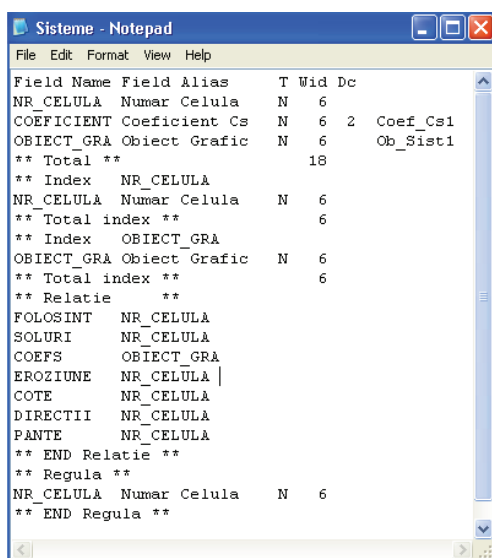 Sisteme - Notepad
File Edit Format View Help
Field Name Field Alias T Wid Dc
NR_CELULA Numar Celula N 6
COEFICIENT Coeficient Cs N 6 2 Coef_Cs1
OBIECT_GRA Obiect Grafic N 6 Ob_Sist1
** Total ** 18
** Index NR_CELULA
NR_CELULA Numar Celula N 6
** Total index ** 6
** Index OBIECT_GRA
OBIECT_GRA Obiect Grafic N 6
** Total index ** 6
** Relatie **
FOLOSINT NR_CELULA
SOLURI NR_CELULA
COEFS OBIECT_GRA
EROZIUNE NR_CELULA
COTE NR_CELULA
DIRECTII NR_CELULA
PANTE NR_CELULA
** END Relatie **
** Regula **
NR_CELULA Numar Celula N 6
** END Regula **